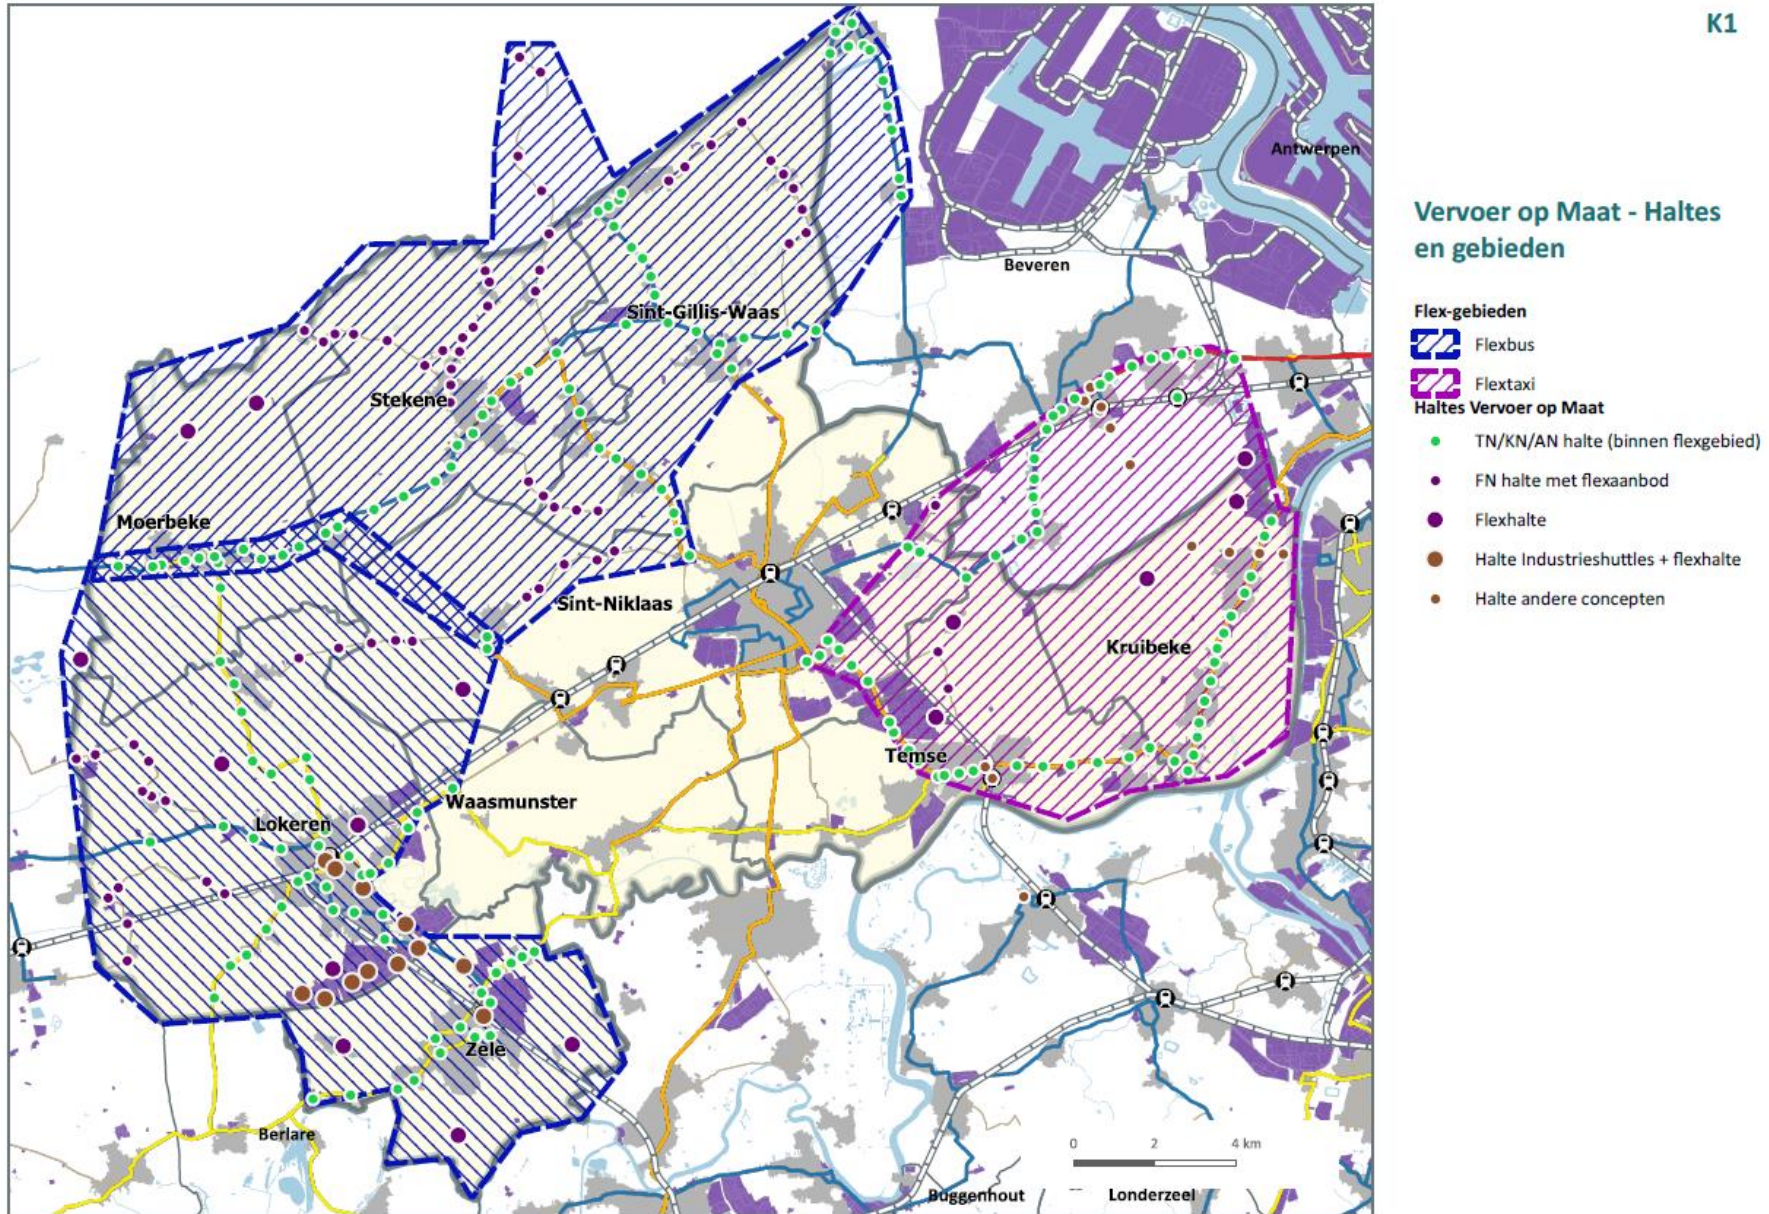 K1
Antwerpen
Beveren
Sint-Gillis-Waas
Stekene
Moerbeke
Sint-Niklaas
Kruibeke
Temse
Waasmunster
Lokeren
Zele
Berlare
Buggenhout
Londerzeel
0 2 4 km
Vervoer op Maat - Haltes
en gebieden
Flex-gebieden
Flexbus
Flextaxi
Haltes Vervoer op Maat
TN/KN/AN halte (binnen flexgebied)
FN halte met flexaanbod
Flexhalte
Halte Industrieshuttles + flexhalte
Halte andere concepten